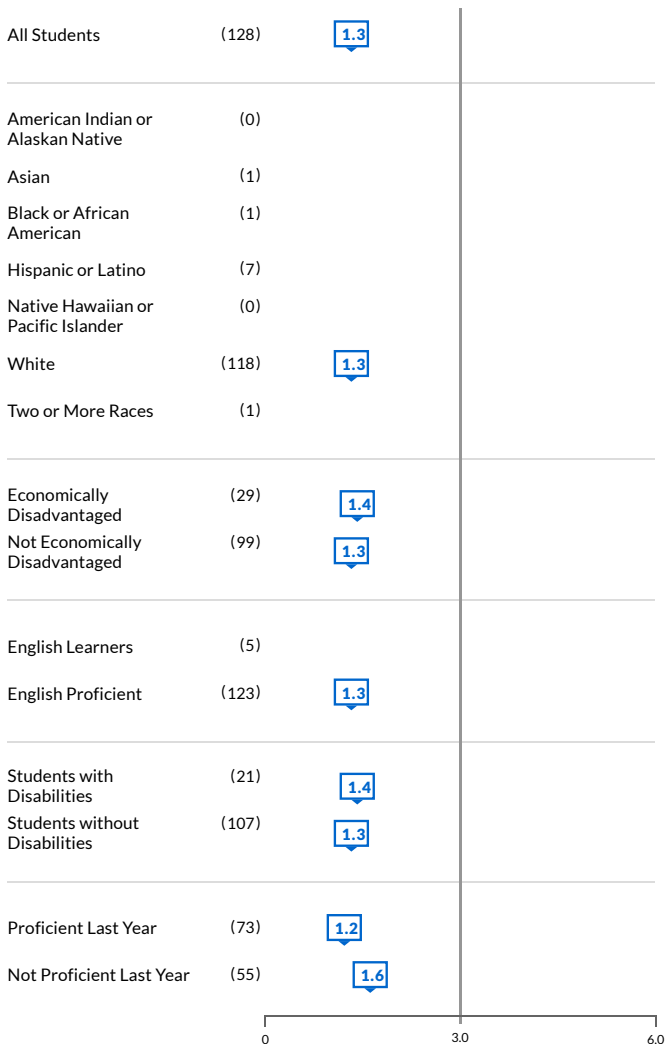 All Students (128) 1.3
American Indian or
Alaskan Native (0)
Asian (1)
Black or African
American (1)
Hispanic or Latino (7)
Native Hawaiian or
Pacific Islander (0)
White (118) 1.3
Two or More Races (1)
Economically
Disadvantaged (29) 1.4
Not Economically
Disadvantaged (99) 1.3
English Learners (5)
English Proficient (123) 1.3
Students with
Disabilities (21) 1.4
Students without
Disabilities (107) 1.3
Proficient Last Year (73) 1.2
Not Proficient Last Year (55) 1.6
0 3.0 6.0